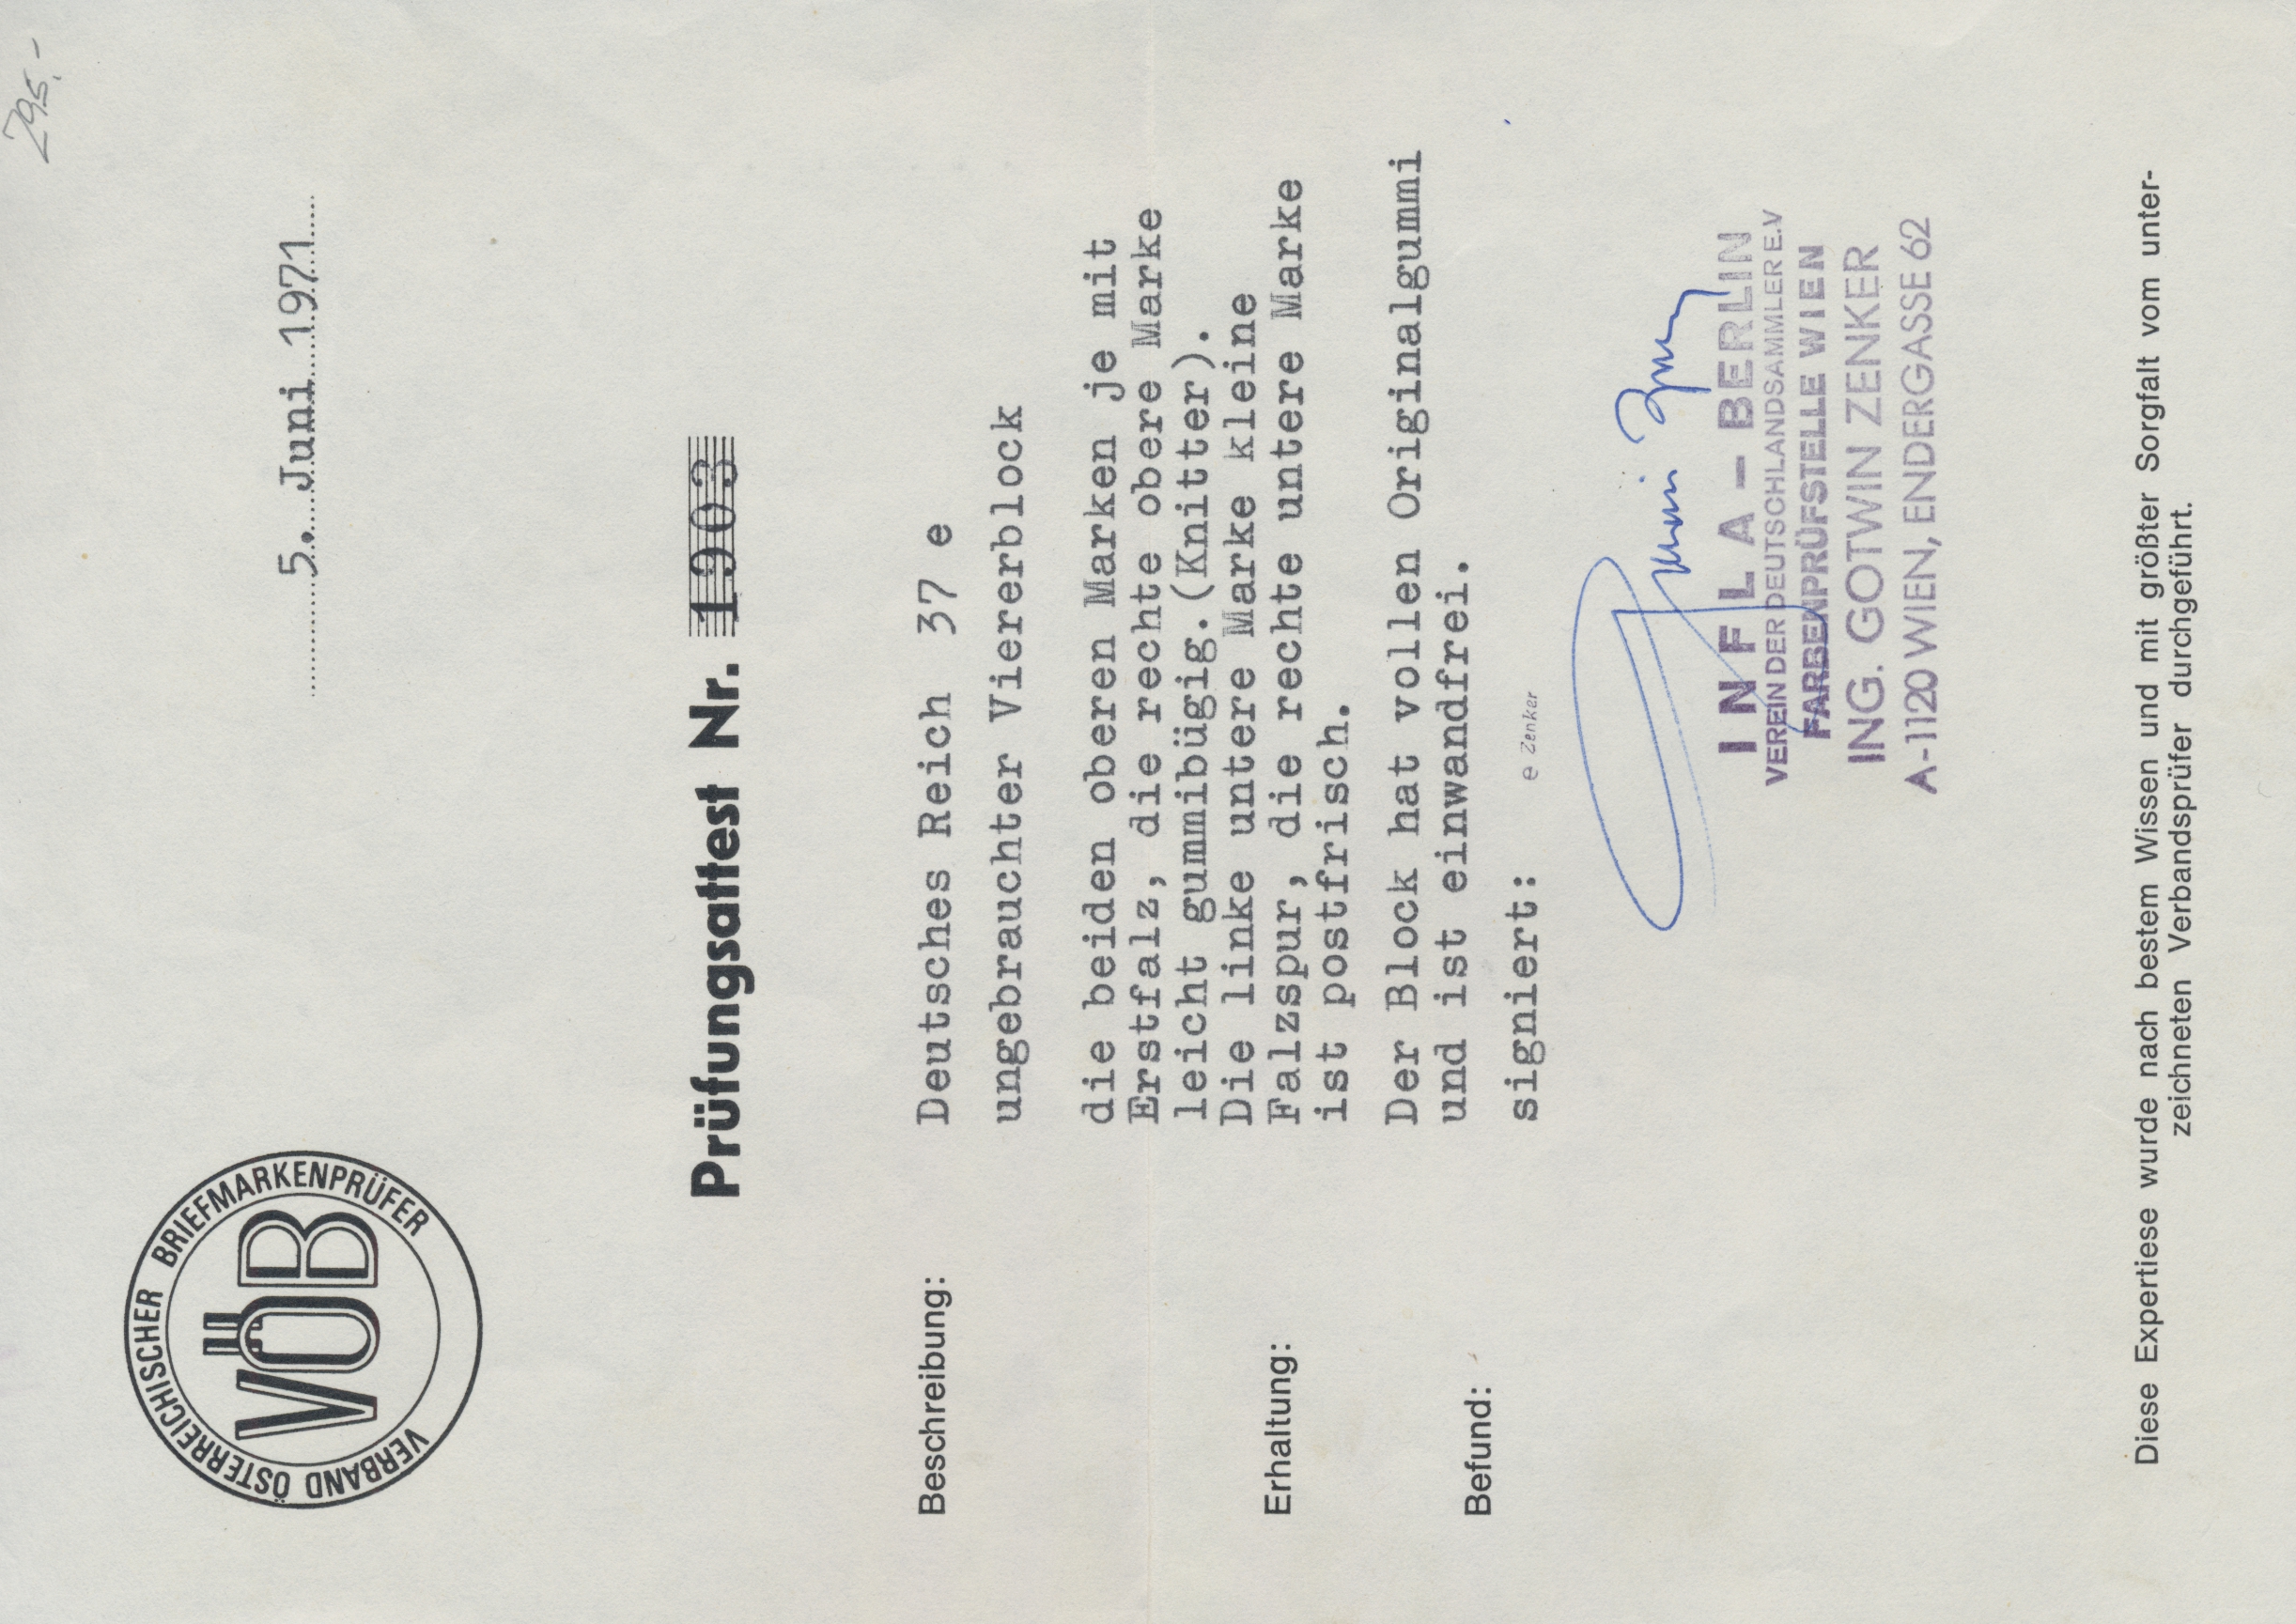 295.-
VERBAND ÖSTERREICHISCHER BRIEFMARKENPRÜFER
VÖB
5. Juni 1971
Prüfungsattest Nr. 1903
Beschreibung: Deutsches Reich 37 e
ungebrauchter Viererblock
die beiden oberen Marken je mit
Erstfalz, die rechte obere Marke
leicht gummibügig.(Knitter).
Die linke untere Marke kleine
Erhaltung: Falzspur, die rechte untere Marke
ist postfrisch.
Der Block hat vollen Originalgummi
und ist einwandfrei.
Befund:
signiert: e Zenker
INFLA-BERLIN
VEREIN DER DEUTSCHLANDSAMMLER E.V
FARBENPRÜFSTELLE WIEN
ING. GOTWIN ZENKER
A-1120 WIEN, ENDERGASSE 62
Diese Expertiese wurde nach bestem Wissen und mit größter Sorgfalt vom unter-
zeichneten Verbandsprüfer durchgeführt.